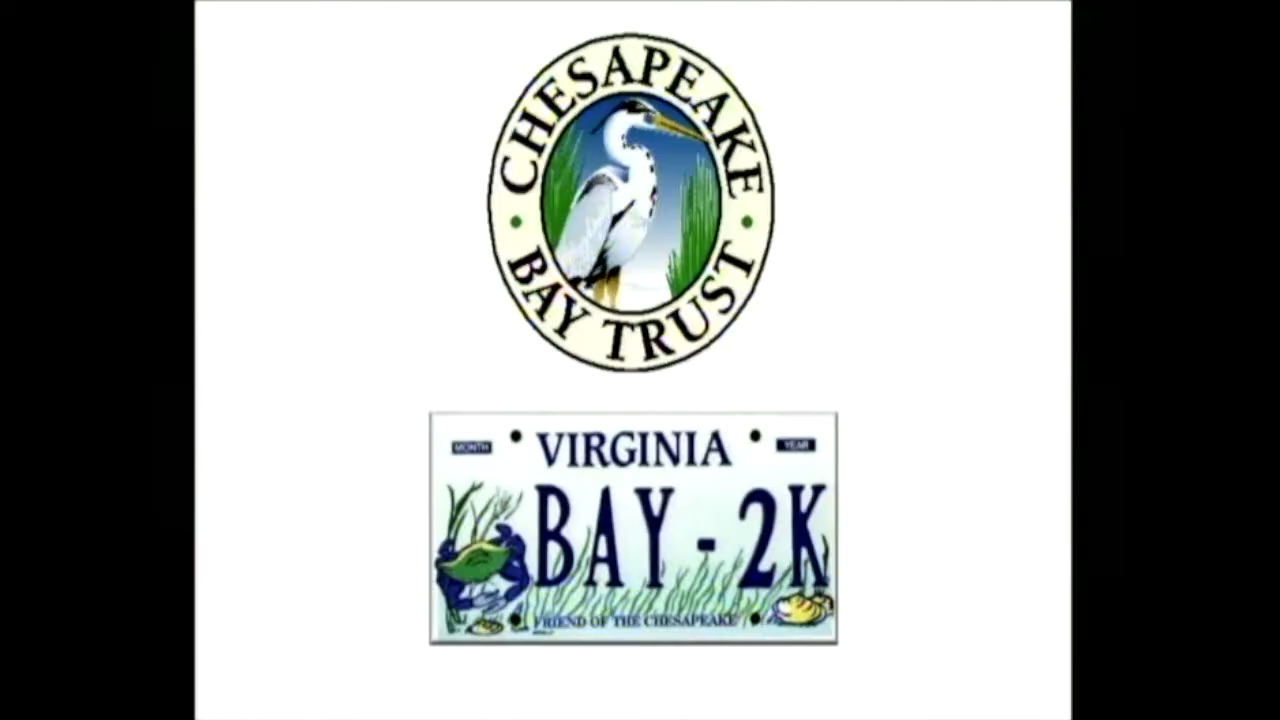 CHESAPEAKE
BAY TRUST
MONTH
VIRGINIA
YEAR
BAY - 2K
FRIEND OF THE CHESAPEAKE